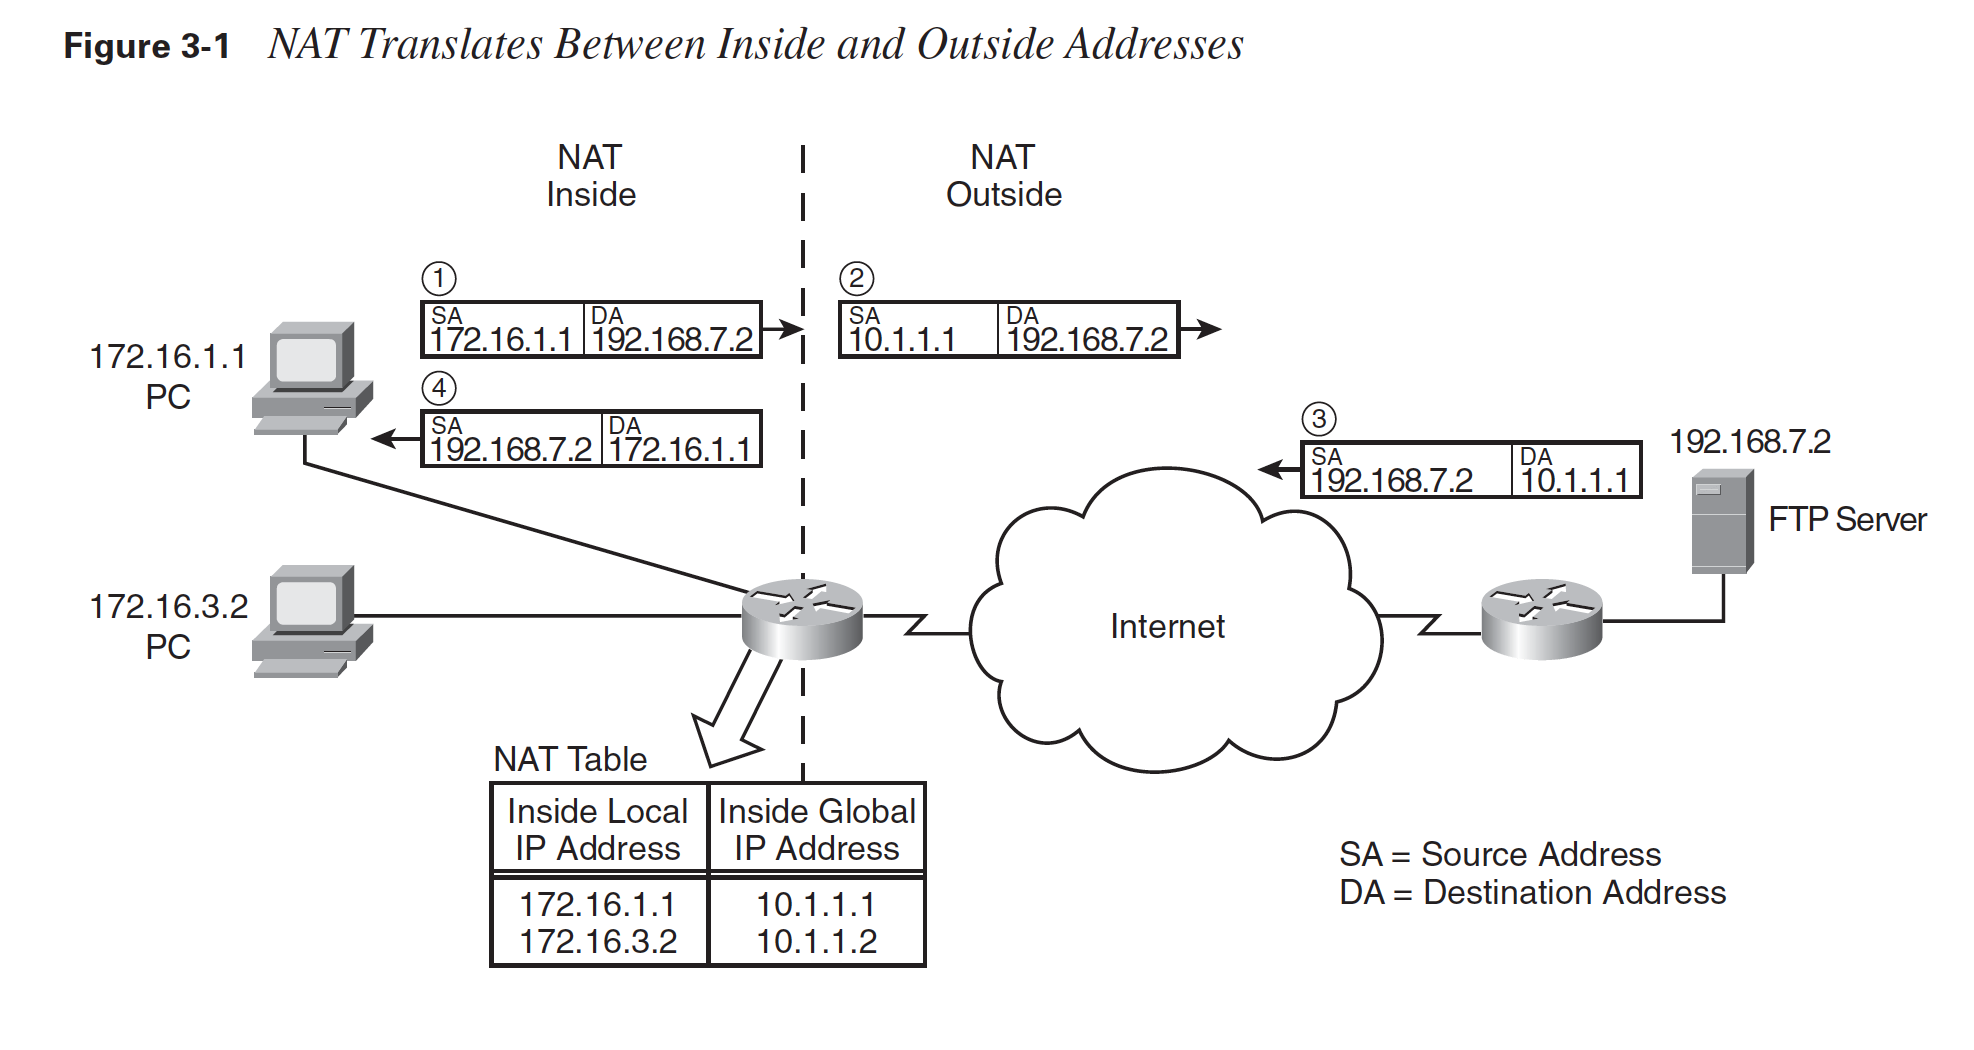 Figure 3-1 NAT Translates Between Inside and Outside Addresses
NAT
Inside
NAT
Outside
1
SA
172.16.1.1
DA
192.168.7.2
2
SA
10.1.1.1
DA
192.168.7.2
172.16.1.1
PC
4
SA
192.168.7.2
DA
172.16.1.1
3
SA
192.168.7.2
DA
10.1.1.1
192.168.7.2
FTP Server
172.16.3.2
PC
Internet
NAT Table
Inside Local
IP Address
Inside Global
IP Address
172.16.1.1 10.1.1.1
172.16.3.2 10.1.1.2
SA = Source Address
DA = Destination Address